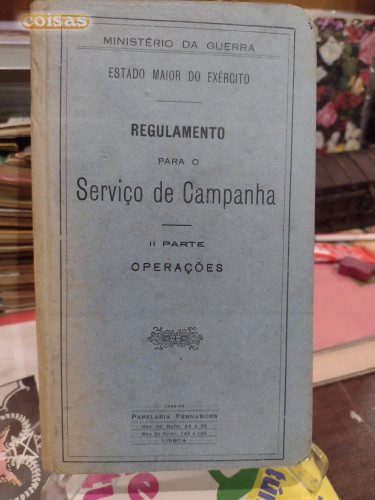 coisas
MINISTÉRIO DA GUERRA
ESTADO MAIOR DO EXÉRCITO
REGULAMENTO
PARA O
Serviço de Campanha
II PARTE
OPERAÇÕES
PAPELARIA FERNANDES
LISBOA